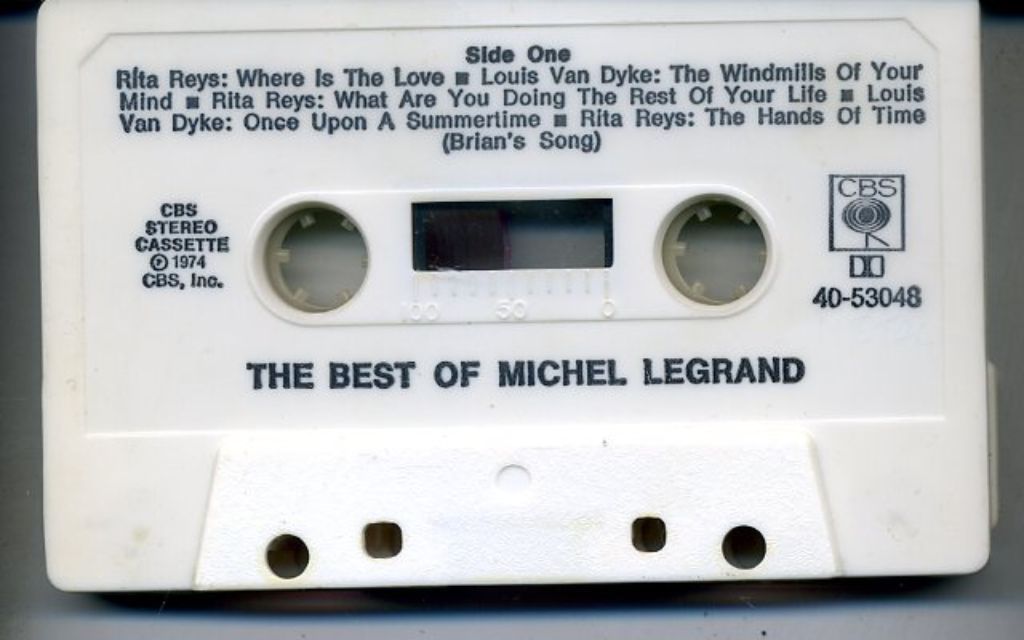 Side One
Rita Reys: Where Is The Love ■ Louis Van Dyke: The Windmills Of Your
Mind ■ Rita Reys: What Are You Doing The Rest Of Your Life ■ Louis
Van Dyke: Once Upon A Summertime ■ Rita Reys: The Hands Of Time
(Brian's Song)
CBS
STEREO
CASSETTE
℗ 1974
CBS, Inc.
CBS
40-53048
100 50 0
THE BEST OF MICHEL LEGRAND